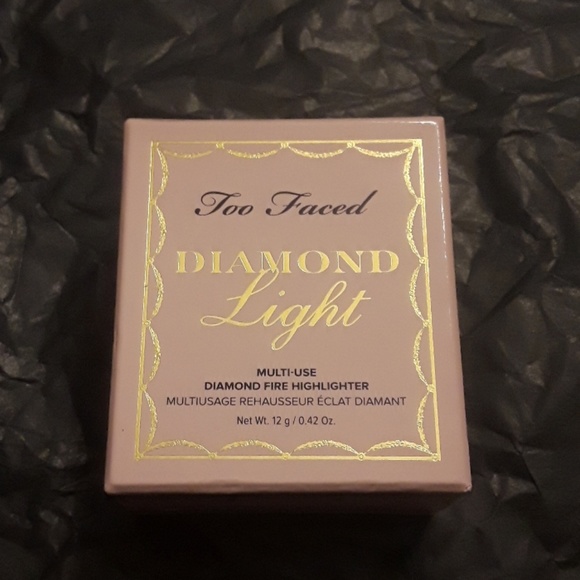 Too Faced
DIAMOND
Light
MULTI-USE
DIAMOND FIRE HIGHLIGHTER
MULTIUSAGE REHAUSSEUR ÉCLAT DIAMANT
Net Wt. 12 g / 0.42 Oz.